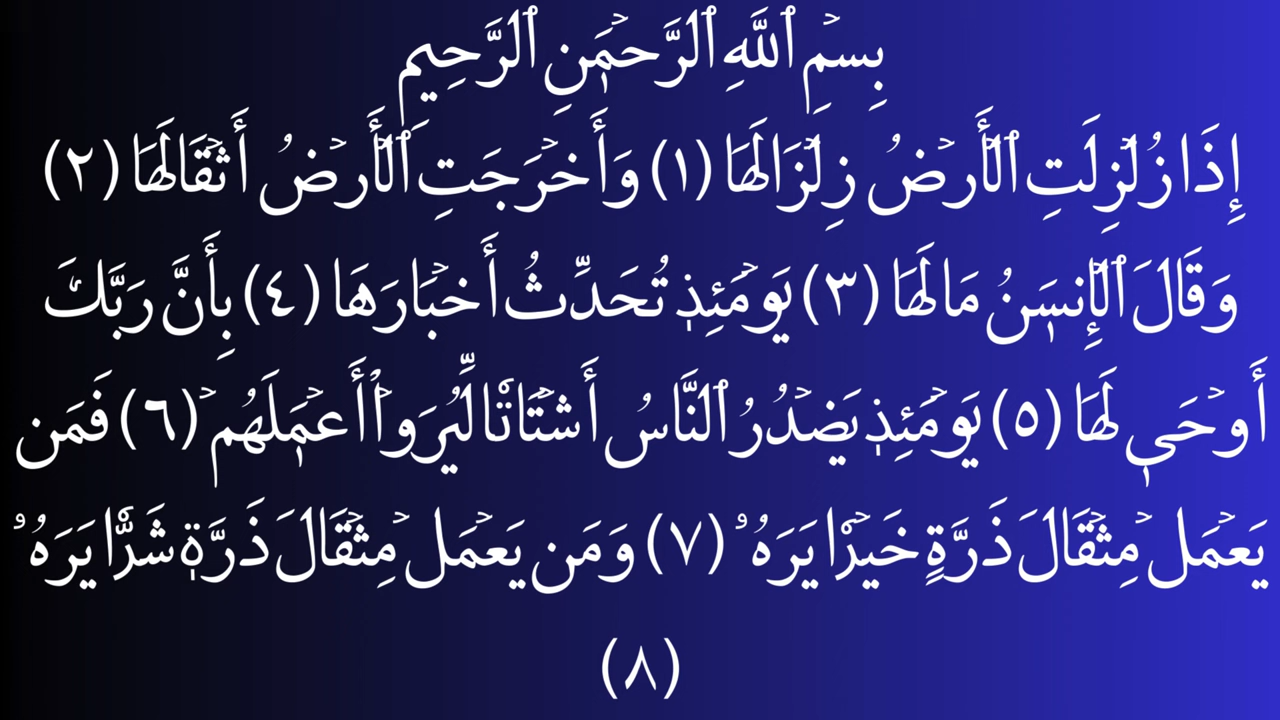 بِسۡمِ ٱللَّهِ ٱلرَّحۡمَٰنِ ٱلرَّحِيمِ
إِذَا زُلۡزِلَتِ ٱلۡأَرۡضُ زِلۡزَالَهَا (١) وَأَخۡرَجَتِ ٱلۡأَرۡضُ أَثۡقَالَهَا (٢)
وَقَالَ ٱلۡإِنسَٰنُ مَا لَهَا (٣) يَوۡمَئِذٖ تُحَدِّثُ أَخۡبَارَهَا (٤) بِأَنَّ رَبَّكَ
أَوۡحَىٰ لَهَا (٥) يَوۡمَئِذٖ يَصۡدُرُ ٱلنَّاسُ أَشۡتَاتٗا لِّيُرَوۡاْ أَعۡمَٰلَهُمۡ (٦) فَمَن
يَعۡمَلۡ مِثۡقَالَ ذَرَّةٍ خَيۡرٗا يَرَهُۥ (٧) وَمَن يَعۡمَلۡ مِثۡقَالَ ذَرَّةٖ شَرّٗا يَرَهُۥ
(٨)